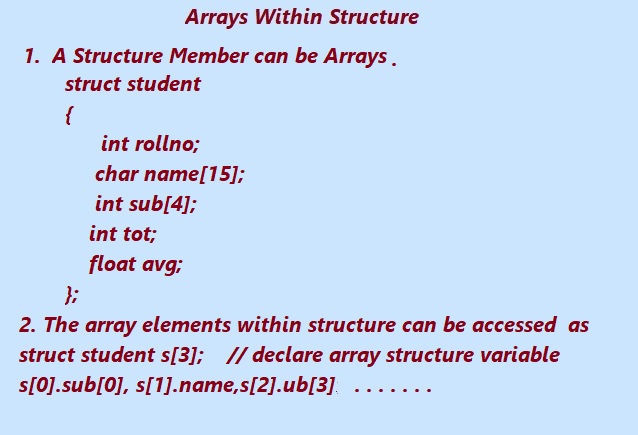 Arrays Within Structure
1. A Structure Member can be Arrays .
struct student
{
int rollno;
char name[15];
int sub[4];
int tot;
float avg;
};
2. The array elements within structure can be accessed as
struct student s[3]; // declare array structure variable
s[0].sub[0], s[1].name,s[2].ub[3] . . . . . . .